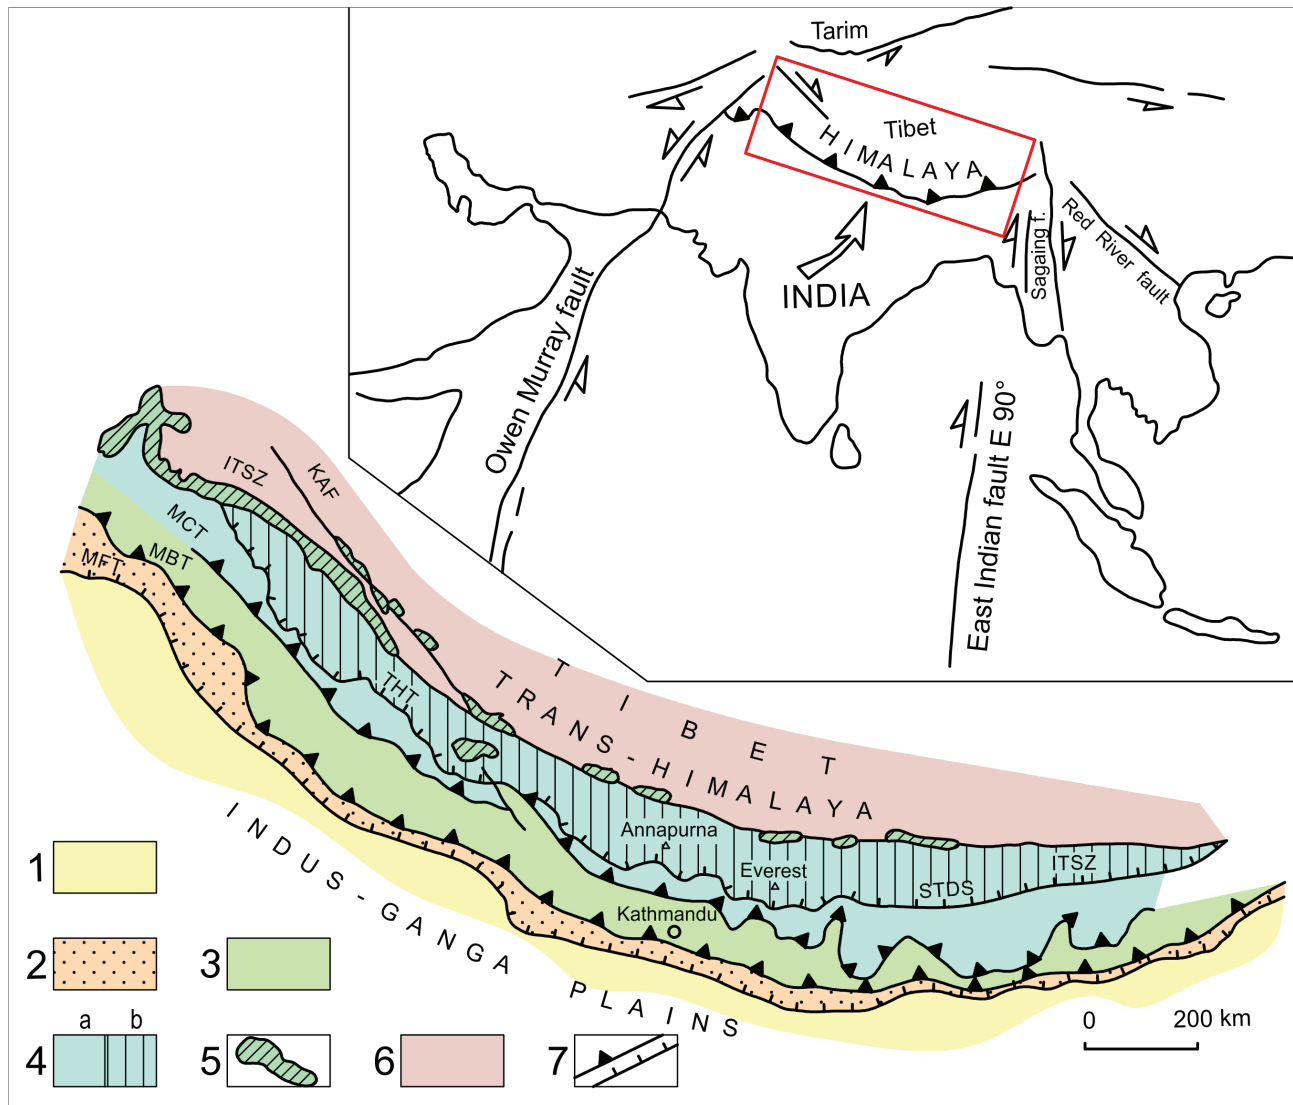 Tarim
Tibet
HIMALAYA
INDIA
Owen Murray fault
Sagaing f.
Red River fault
East Indian fault E 90°
ITSZ
KAF
MCT
MBT
MFT
THT
TIBET
TRANS-HIMALAYA
Annapurna
Everest
STDS
ITSZ
Kathmandu
INDUS-GANGA PLAINS
1
2
3
a b
4
5
6
7
0 200 km